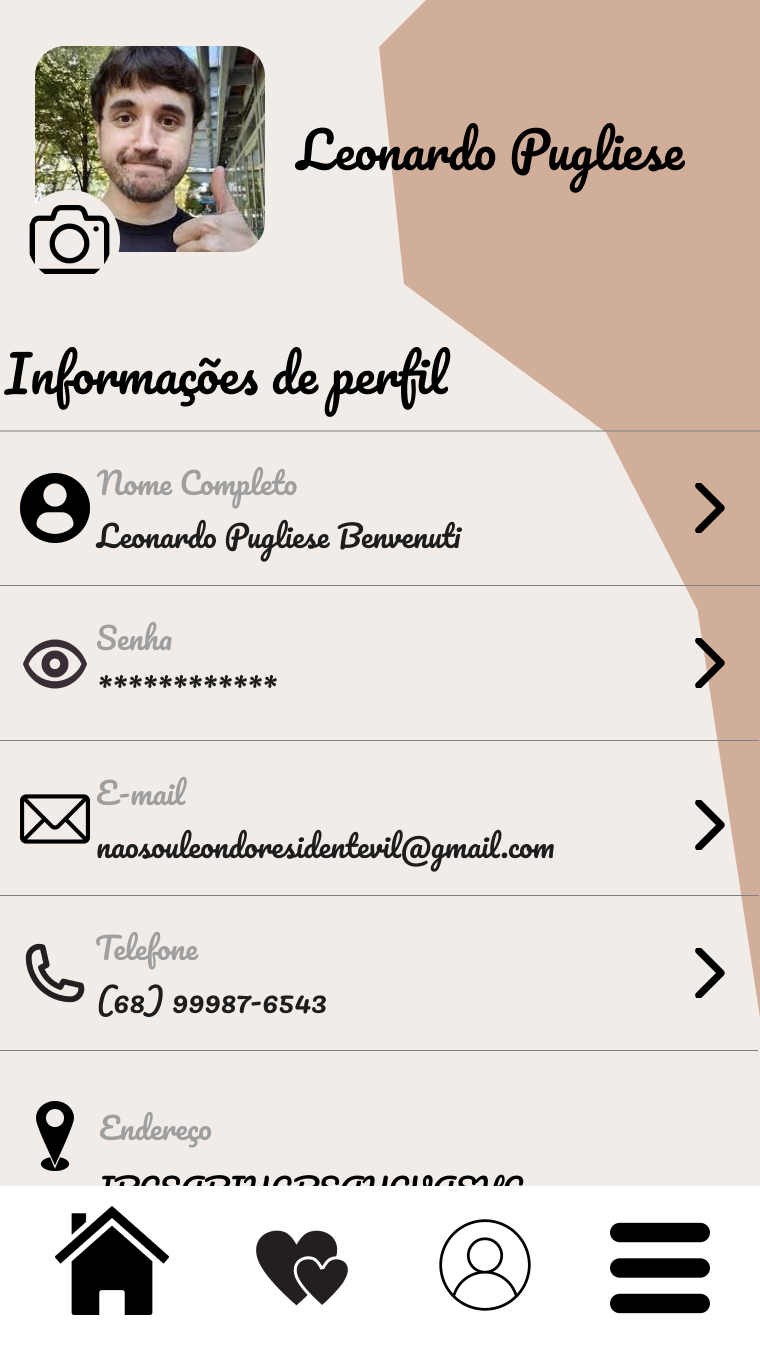 Leonardo Pugliese
Informações de perfil
Nome Completo
Leonardo Pugliese Benvenuti
Senha
************
E-mail
naosouleondoresidentevil@gmail.com
Telefone
(68) 99987-6543
Endereço